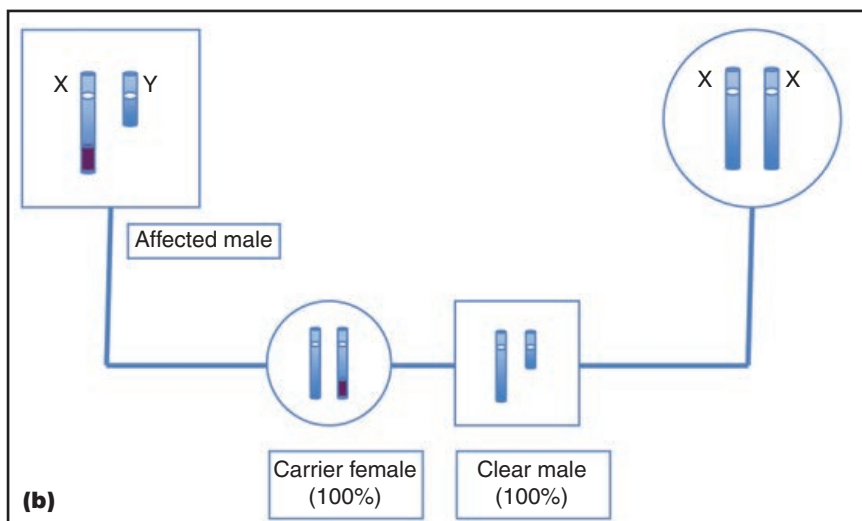 X Y
X X
Affected male
Carrier female
(100%)
Clear male
(100%)
(b)